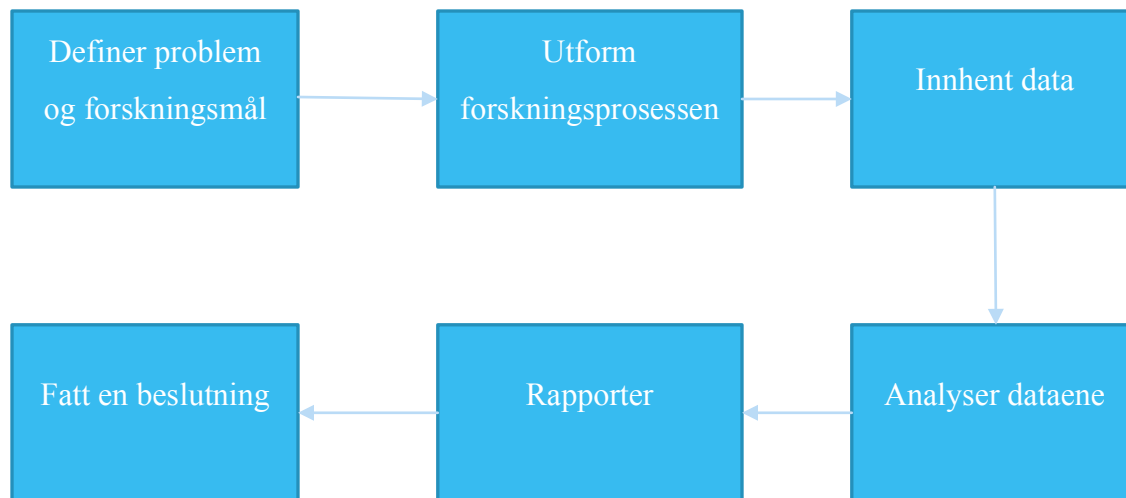 Definer problem
og forskningsmål
Utform
forskningsprosessen
Innhent data
Analyser dataene
Rapporter
Fatt en beslutning